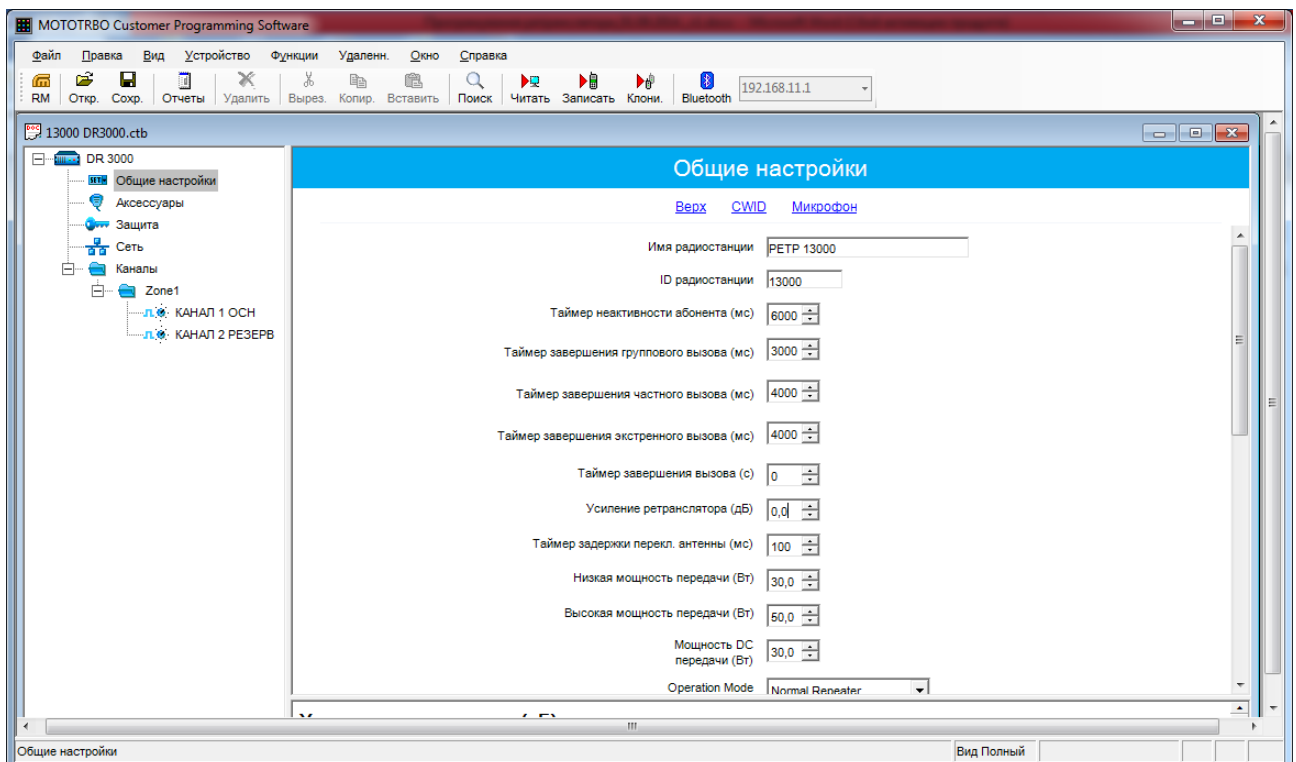 MOTOTRBO Customer Programming Software
Файл Правка Вид Устройство Функции Удаленн. Окно Справка
RM Откр. Сохр. Отчеты Удалить Вырез. Копир. Вставить Поиск Читать Записать Клони. Bluetooth 192.168.11.1
13000 DR3000.ctb
DR 3000
Общие настройки
Аксессуары
Защита
Сеть
Каналы
Zone1
КАНАЛ 1 ОСН
КАНАЛ 2 РЕЗЕРВ
Общие настройки
Верх CWID Микрофон
Имя радиостанции РЕТР 13000
ID радиостанции 13000
Таймер неактивности абонента (мс) 6000
Таймер завершения группового вызова (мс) 3000
Таймер завершения частного вызова (мс) 4000
Таймер завершения экстренного вызова (мс) 4000
Таймер завершения вызова (с) 0
Усиление ретранслятора (дБ) 0,0
Таймер задержки перекл. антенны (мс) 100
Низкая мощность передачи (Вт) 30,0
Высокая мощность передачи (Вт) 50,0
Мощность DC
передачи (Вт) 30,0
Operation Mode Normal Repeater
Общие настройки Вид Полный